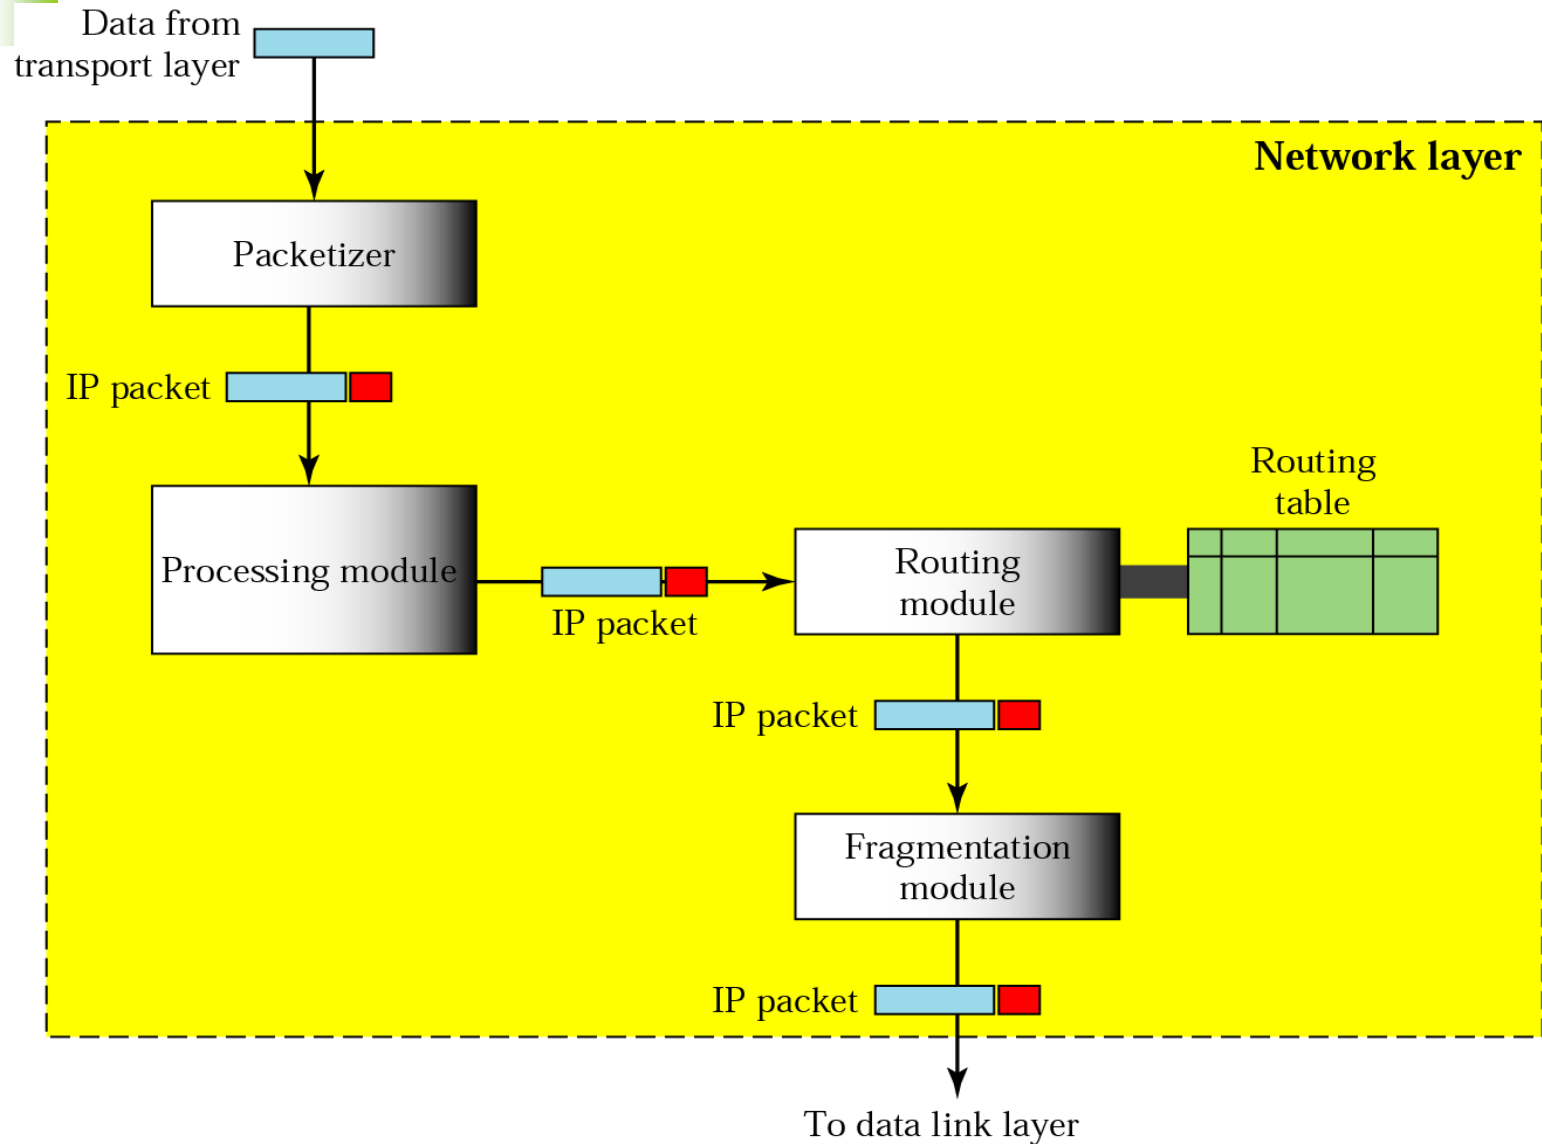 Data from
transport layer
Network layer
Packetizer
IP packet
Processing module
IP packet
Routing
module
Routing
table
IP packet
Fragmentation
module
IP packet
To data link layer